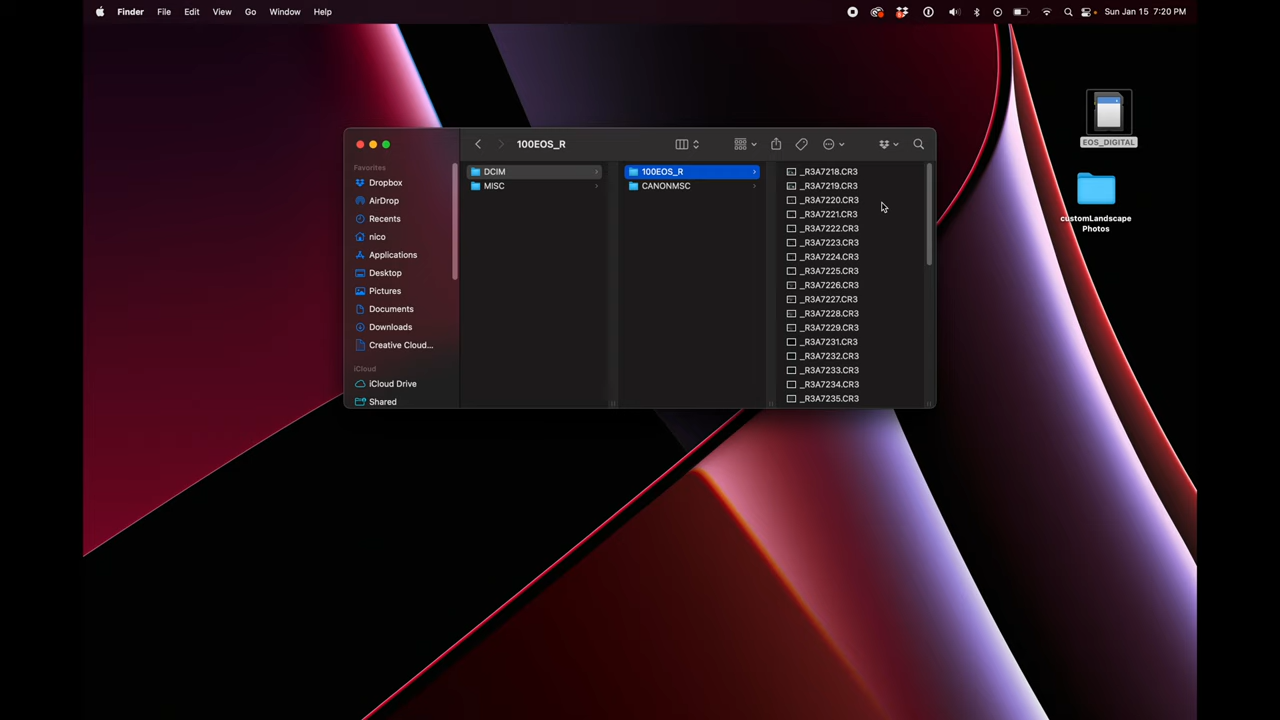 Finder File Edit View Go Window Help
Sun Jan 15 7:20 PM
100EOS_R
Favorites
Dropbox
AirDrop
Recents
nico
Applications
Desktop
Pictures
Documents
Downloads
Creative Cloud...
iCloud
iCloud Drive
Shared
DCIM
MISC
100EOS_R
CANONMSC
_R3A7218.CR3
_R3A7219.CR3
_R3A7220.CR3
_R3A7221.CR3
_R3A7222.CR3
_R3A7223.CR3
_R3A7224.CR3
_R3A7225.CR3
_R3A7226.CR3
_R3A7227.CR3
_R3A7228.CR3
_R3A7229.CR3
_R3A7231.CR3
_R3A7232.CR3
_R3A7233.CR3
_R3A7234.CR3
_R3A7235.CR3
EOS_DIGITAL
customLandscape
Photos